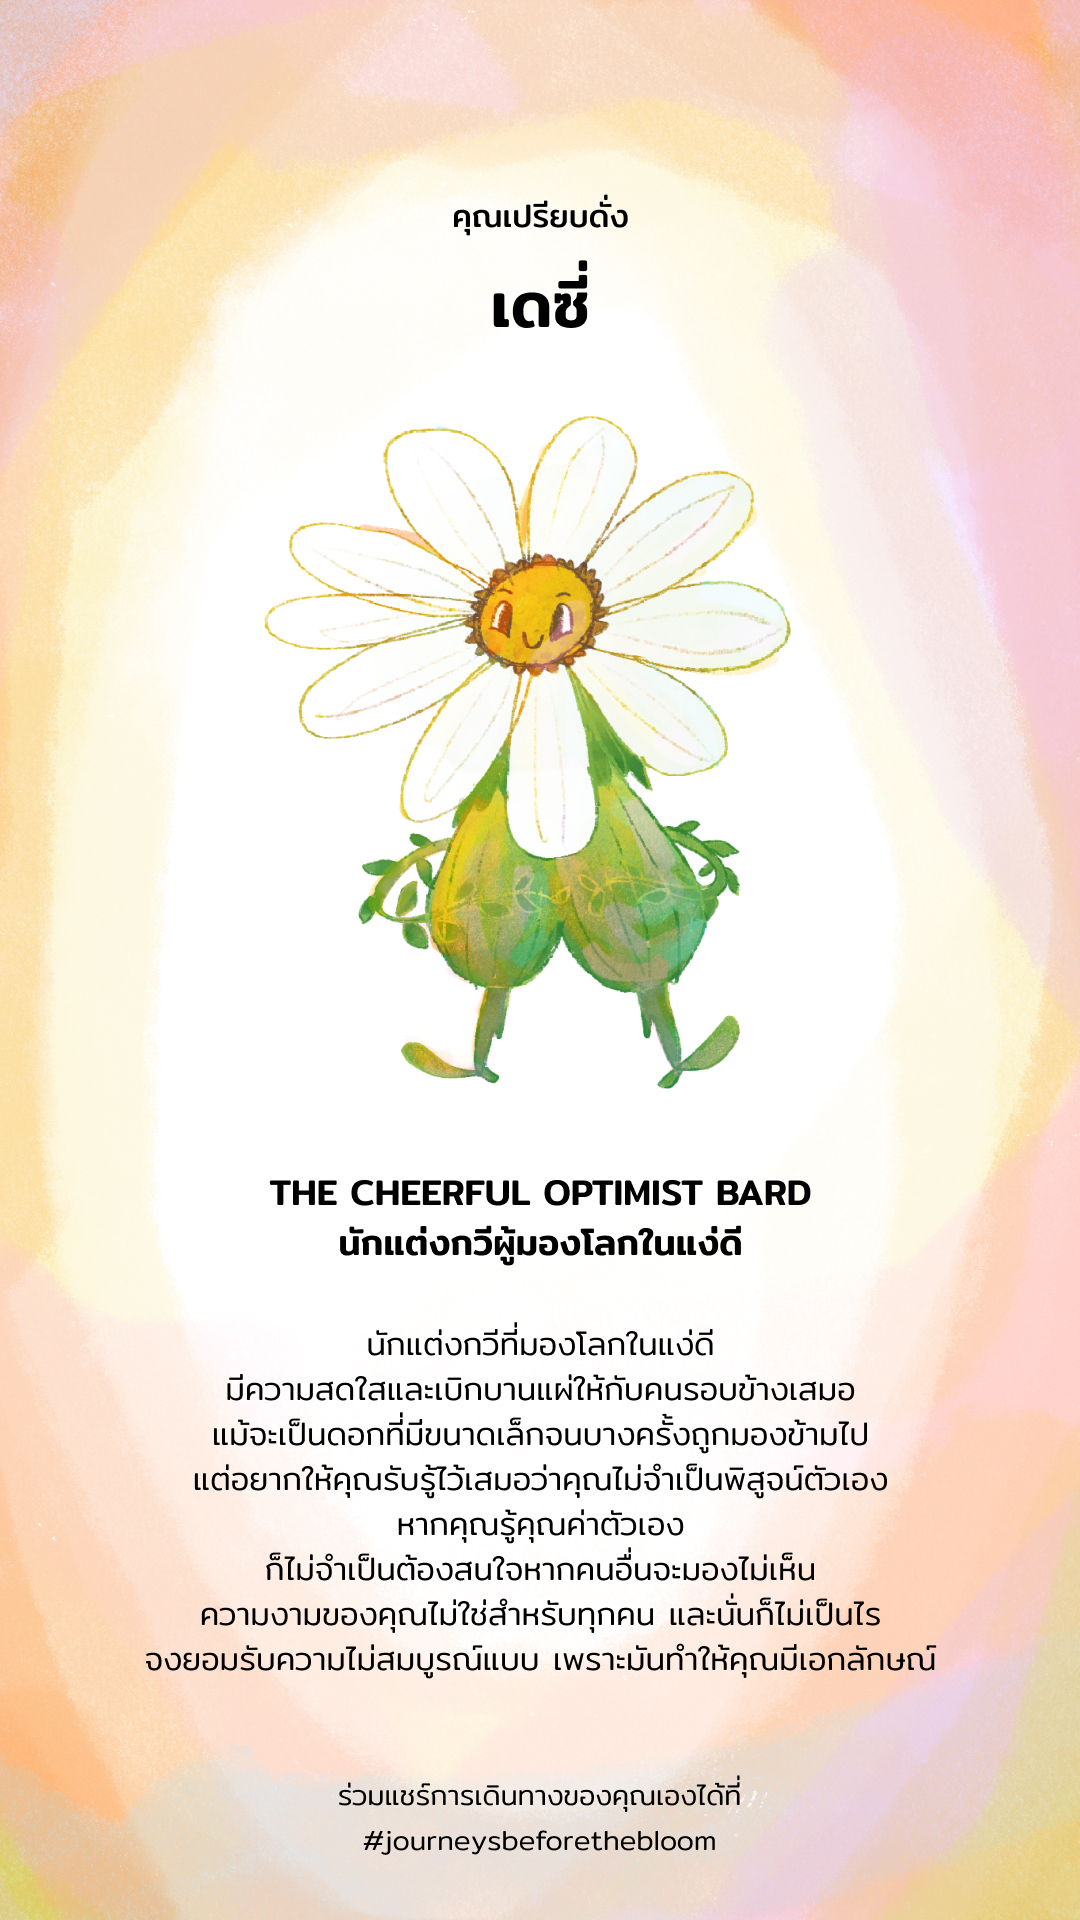 คุณเปรียบดั่ง
เดซี่
THE CHEERFUL OPTIMIST BARD
นักแต่งกวีผู้มองโลกในแง่ดี
นักแต่งกวีที่มองโลกในแง่ดี
มีความสดใสและเบิกบานแผ่ให้กับคนรอบข้างเสมอ
แม้จะเป็นดอกที่มีขนาดเล็กจนบางครั้งถูกมองข้ามไป
แต่อยากให้คุณรับรู้ไว้เสมอว่าคุณไม่จำเป็นพิสูจน์ตัวเอง
หากคุณรู้คุณค่าตัวเอง
ก็ไม่จำเป็นต้องสนใจหากคนอื่นจะมองไม่เห็น
ความงามของคุณไม่ใช่สำหรับทุกคน และนั่นก็ไม่เป็นไร
จงยอมรับความไม่สมบูรณ์แบบ เพราะมันทำให้คุณมีเอกลักษณ์
ร่วมแชร์การเดินทางของคุณเองได้ที่
#journeysbeforethebloom